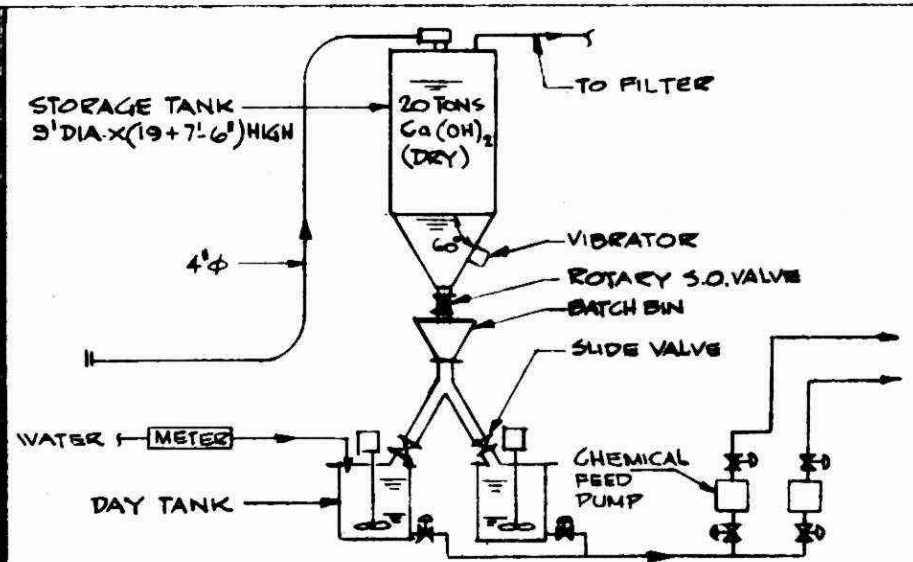 TO FILTER
STORAGE TANK
9' DIA. X (19 + 7'-6") HIGH
20 TONS
Ca(OH)2
(DRY)
60°
VIBRATOR
4"φ
ROTARY S.O. VALVE
BATCH BIN
SLIDE VALVE
WATER
METER
CHEMICAL
FEED
PUMP
DAY TANK